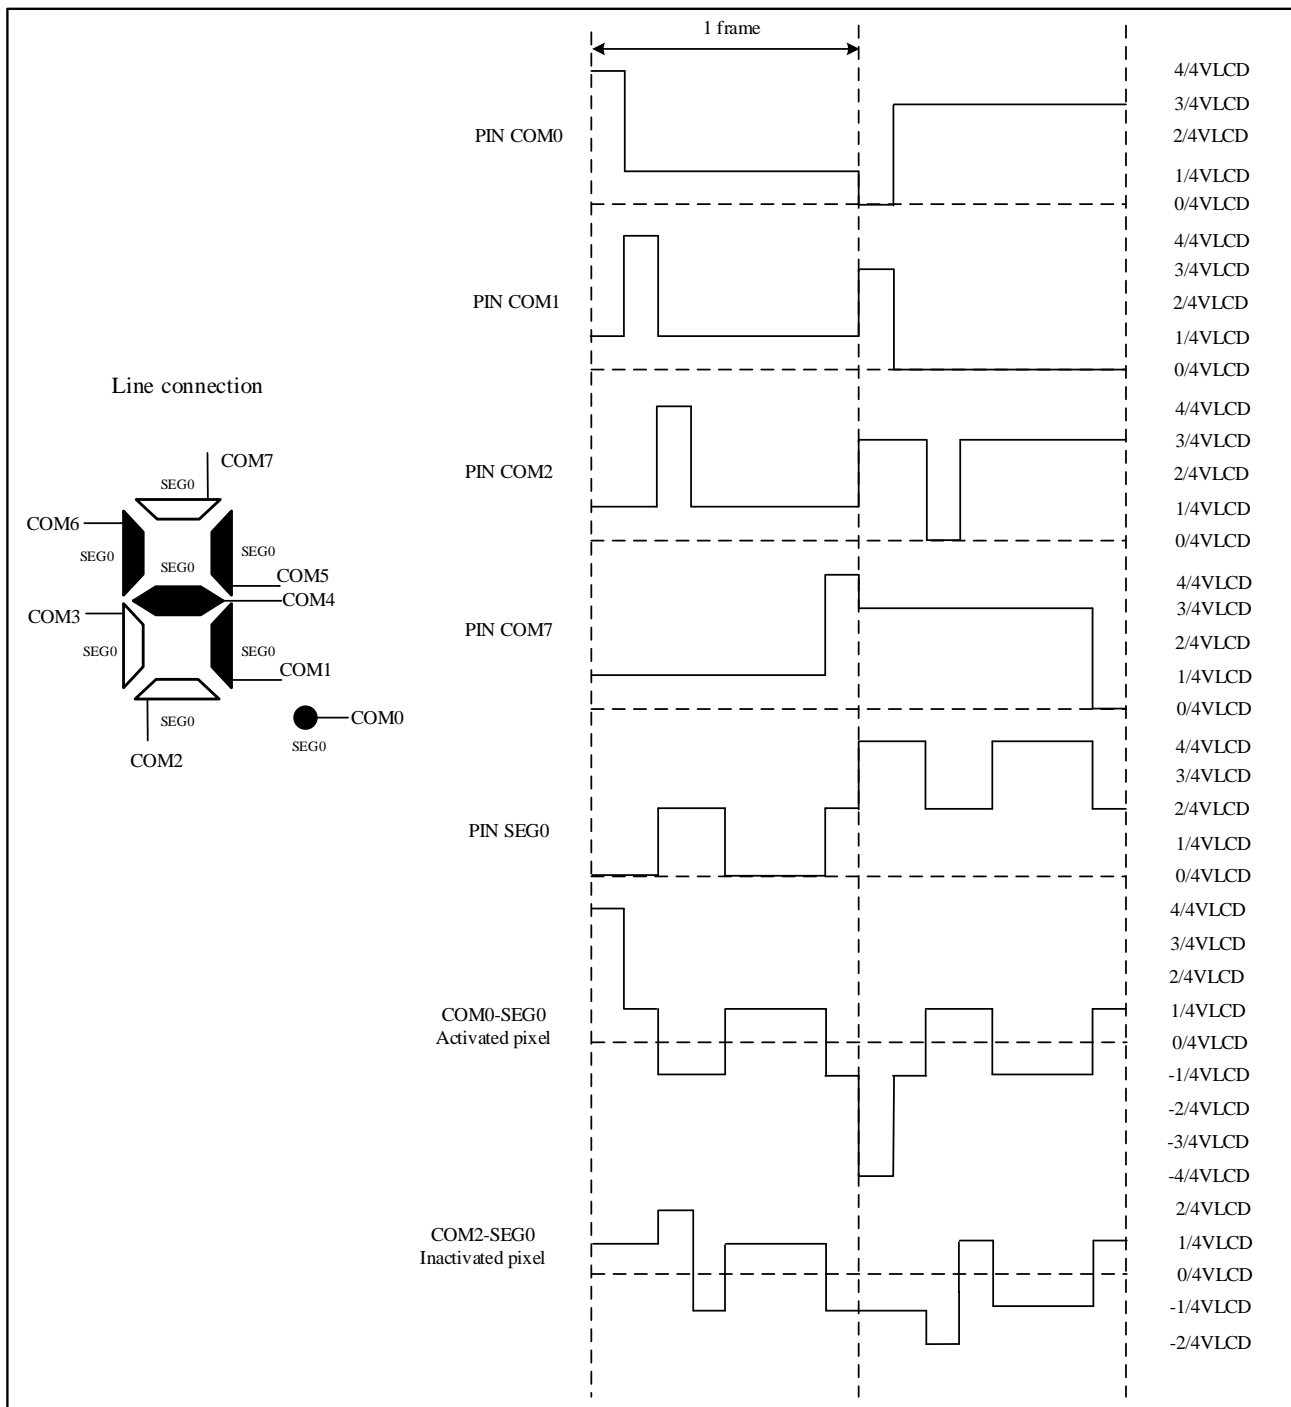 1 frame
PIN COM0
4/4VLCD
3/4VLCD
2/4VLCD
1/4VLCD
0/4VLCD
PIN COM1
4/4VLCD
3/4VLCD
2/4VLCD
1/4VLCD
0/4VLCD
Line connection
COM7
SEG0
COM6
SEG0
SEG0
SEG0
COM5
COM4
COM3
SEG0
SEG0
COM1
SEG0
COM0
SEG0
COM2
PIN COM2
4/4VLCD
3/4VLCD
2/4VLCD
1/4VLCD
0/4VLCD
PIN COM7
4/4VLCD
3/4VLCD
2/4VLCD
1/4VLCD
0/4VLCD
PIN SEG0
4/4VLCD
3/4VLCD
2/4VLCD
1/4VLCD
0/4VLCD
COM0-SEG0
Activated pixel
4/4VLCD
3/4VLCD
2/4VLCD
1/4VLCD
0/4VLCD
-1/4VLCD
-2/4VLCD
-3/4VLCD
-4/4VLCD
COM2-SEG0
Inactivated pixel
2/4VLCD
1/4VLCD
0/4VLCD
-1/4VLCD
-2/4VLCD